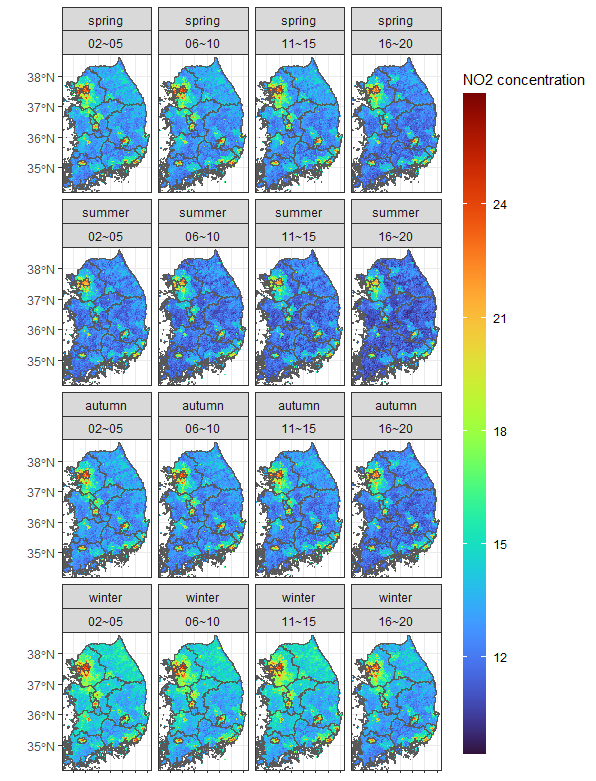 spring spring spring spring
02~05 06~10 11~15 16~20
38°N
37°N
36°N
35°N
summer summer summer summer
02~05 06~10 11~15 16~20
38°N
37°N
36°N
35°N
autumn autumn autumn autumn
02~05 06~10 11~15 16~20
38°N
37°N
36°N
35°N
winter winter winter winter
02~05 06~10 11~15 16~20
38°N
37°N
36°N
35°N
NO2 concentration
24
21
18
15
12